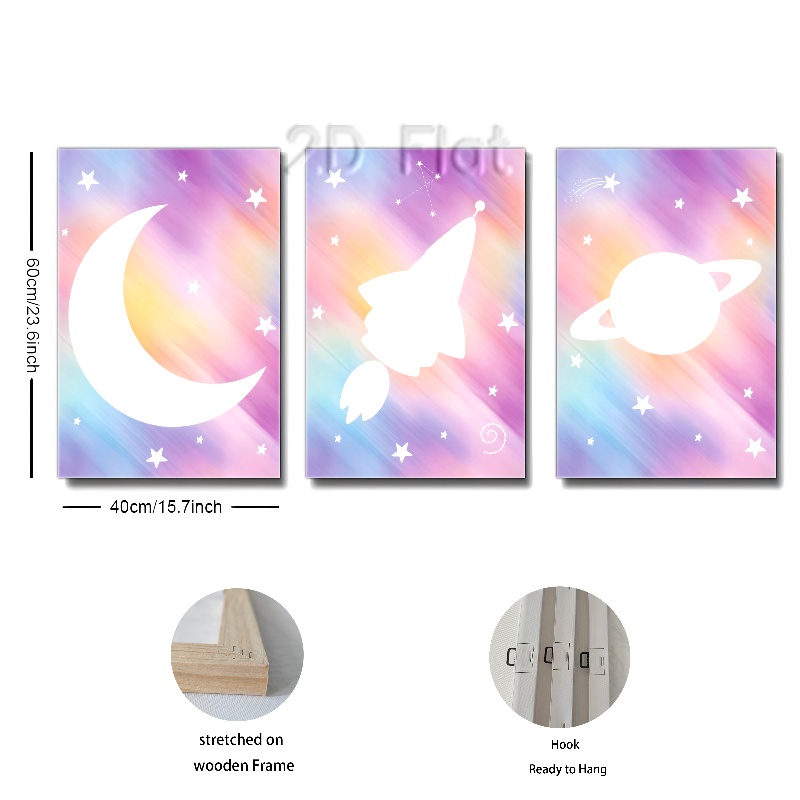 2D Flat
60cm/23.6inch
40cm/15.7inch
stretched on
wooden Frame
Hook
Ready to Hang